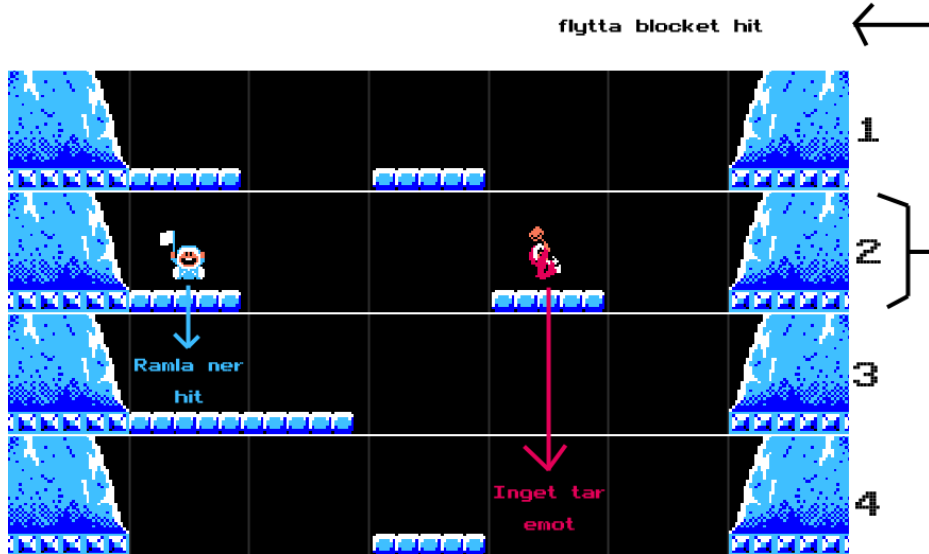 flytta blocket hit
1
2
Ramla ner
hit
3
Inget tar
emot
4